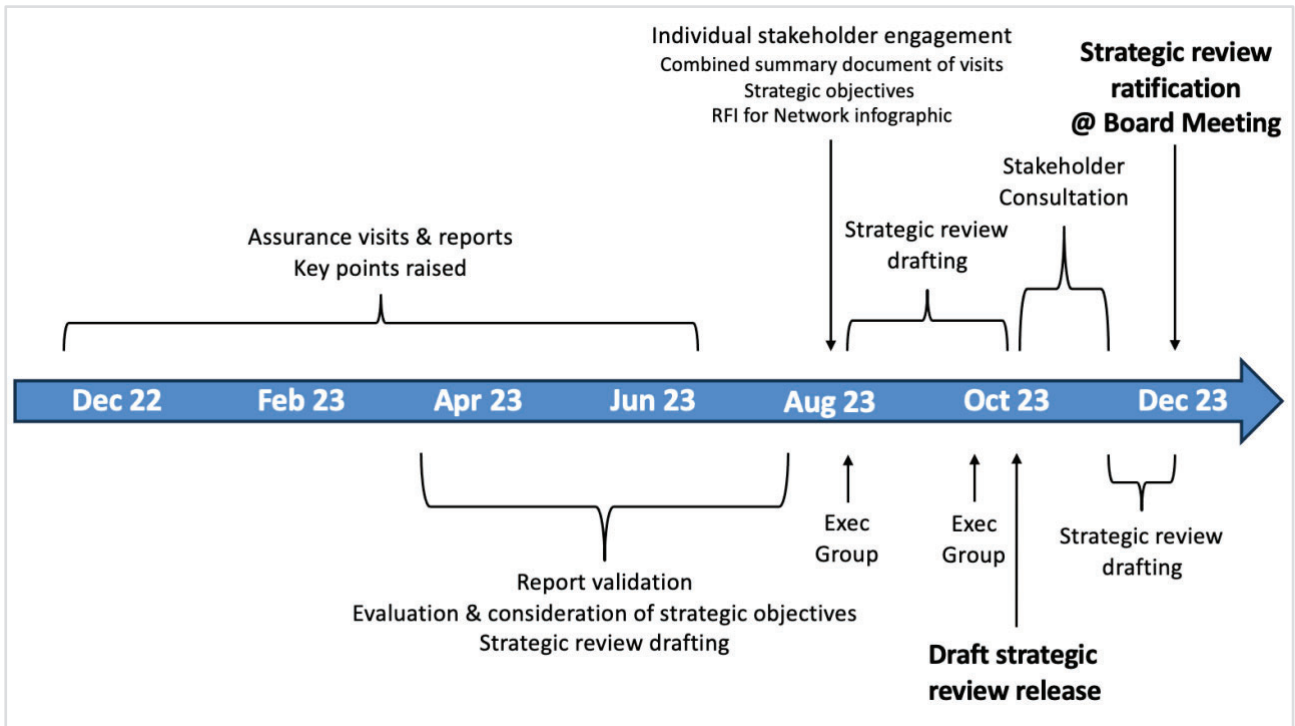 Individual stakeholder engagement
Combined summary document of visits
Strategic objectives
RFI for Network infographic
Strategic review
ratification
@ Board Meeting
Stakeholder
Consultation
Strategic review
drafting
Assurance visits & reports
Key points raised
Dec 22
Feb 23
Apr 23
Jun 23
Aug 23
Oct 23
Dec 23
Exec
Group
Exec
Group
Strategic review
drafting
Report validation
Evaluation & consideration of strategic objectives
Strategic review drafting
Draft strategic
review release